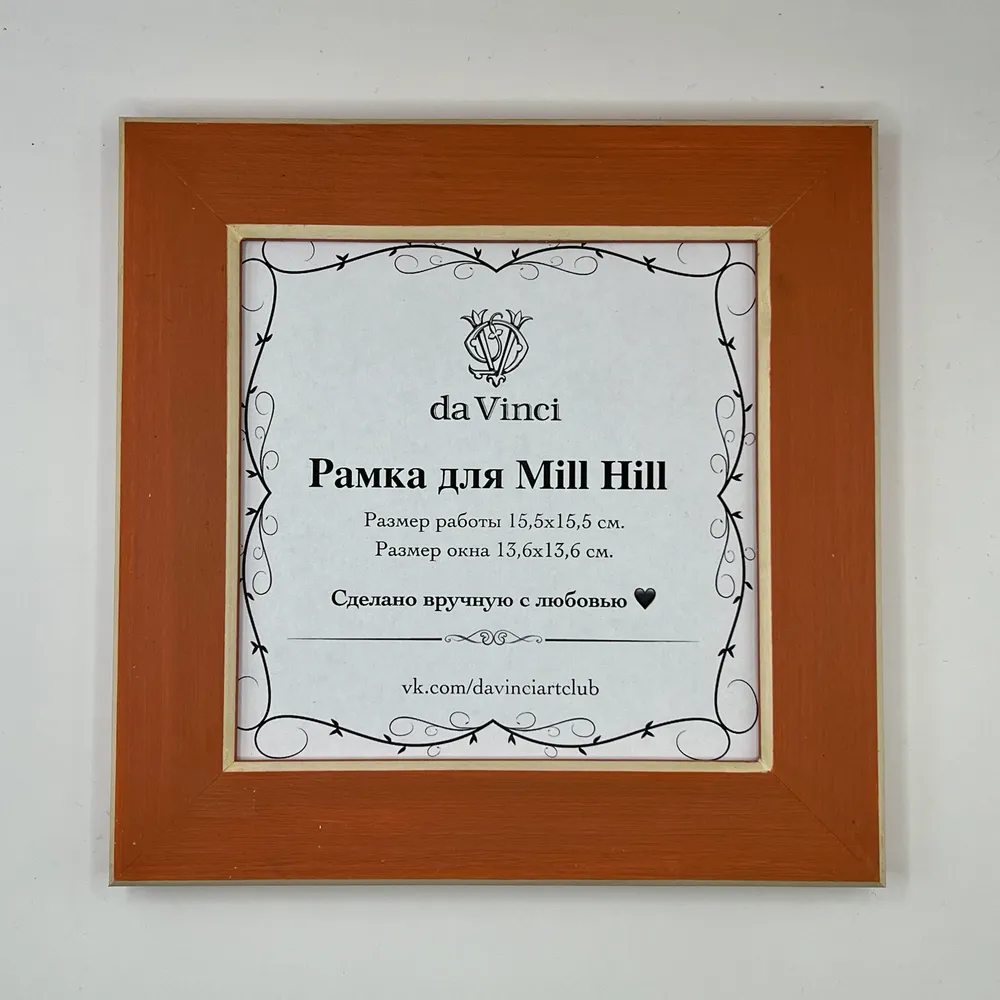 da Vinci
Рамка для Mill Hill
Размер работы 15,5x15,5 см.
Размер окна 13,6x13,6 см.
Сделано вручную с любовью 🖤
vk.com/davinciartclub